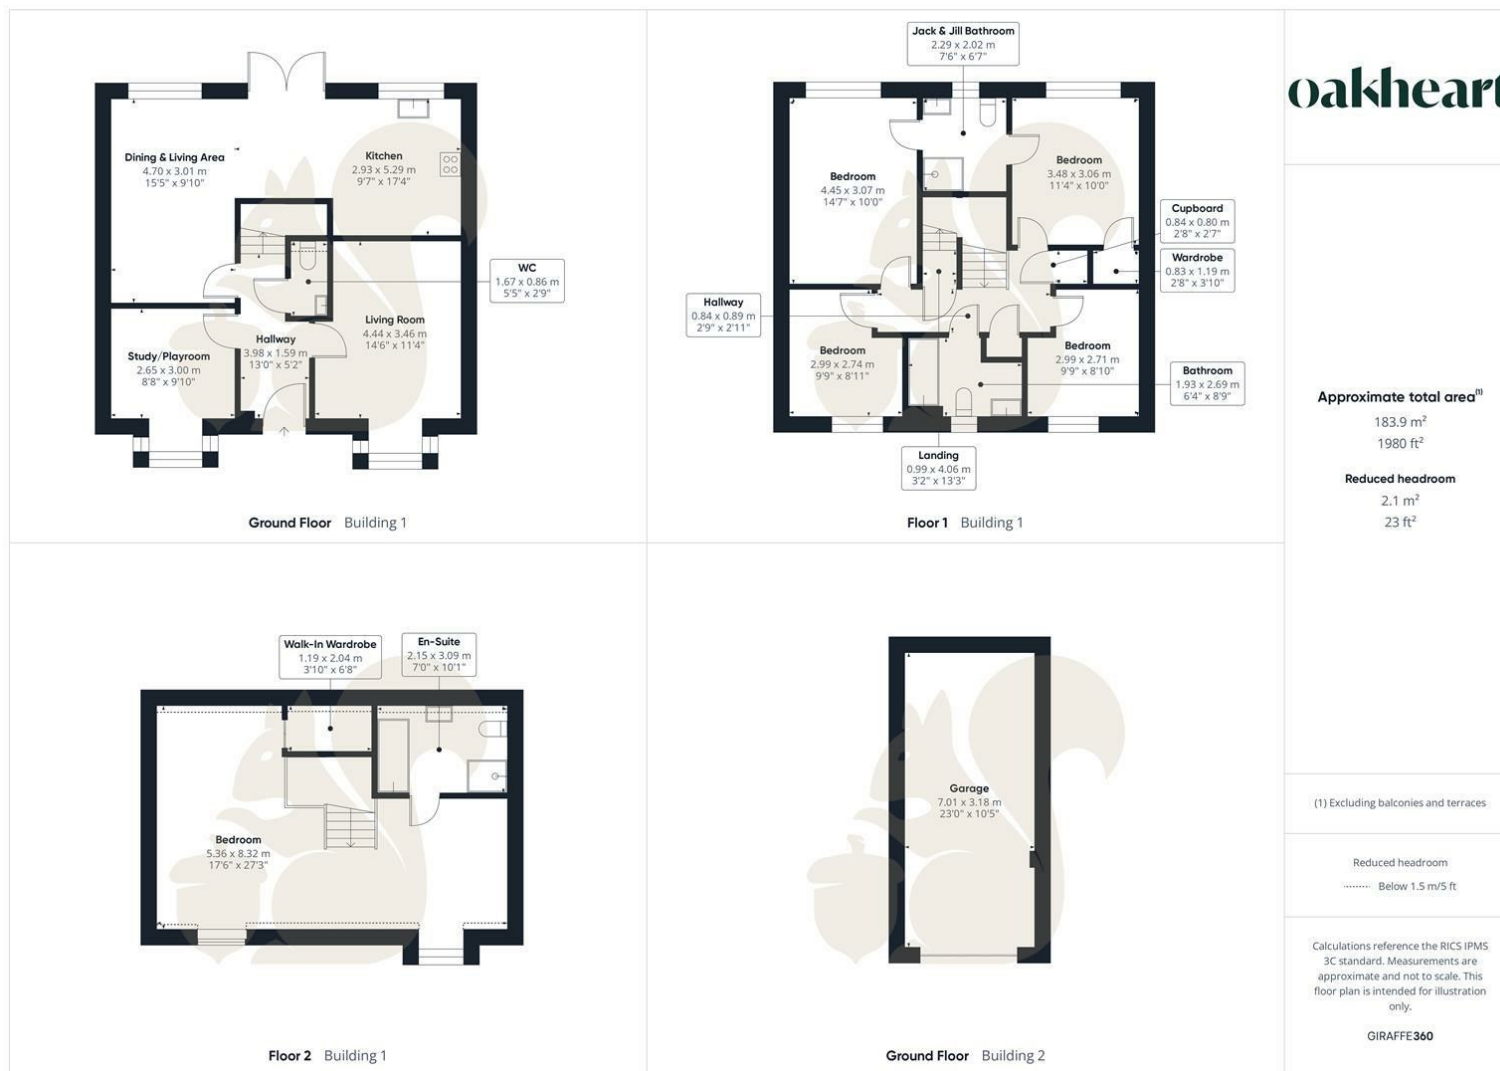 Dining & Living Area
4.70 x 3.01 m
15'5" x 9'10"
Kitchen
2.93 x 5.29 m
9'7" x 17'4"
WC
1.67 x 0.86 m
5'5" x 2'9"
Living Room
4.44 x 3.46 m
14'6" x 11'4"
Hallway
3.98 x 1.59 m
13'0" x 5'2"
Study/Playroom
2.65 x 3.00 m
8'8" x 9'10"
Ground Floor Building 1
Jack & Jill Bathroom
2.29 x 2.02 m
7'6" x 6'7"
Bedroom
4.45 x 3.07 m
14'7" x 10'0"
Bedroom
3.48 x 3.06 m
11'4" x 10'0"
Cupboard
0.84 x 0.80 m
2'8" x 2'7"
Wardrobe
0.83 x 1.19 m
2'8" x 3'10"
Hallway
0.84 x 0.89 m
2'9" x 2'11"
Bedroom
2.99 x 2.74 m
9'9" x 8'11"
Bedroom
2.99 x 2.71 m
9'9" x 8'10"
Bathroom
1.93 x 2.69 m
6'4" x 8'9"
Landing
0.99 x 4.06 m
3'2" x 13'3"
Floor 1 Building 1
Walk-In Wardrobe
1.19 x 2.04 m
3'10" x 6'8"
En-Suite
2.15 x 3.09 m
7'0" x 10'1"
Bedroom
5.36 x 8.32 m
17'6" x 27'3"
Floor 2 Building 1
Garage
7.01 x 3.18 m
23'0" x 10'5"
Ground Floor Building 2
oakheart
Approximate total area(1)
183.9 m²
1980 ft²
Reduced headroom
2.1 m²
23 ft²
(1) Excluding balconies and terraces
Reduced headroom
Below 1.5 m/5 ft
Calculations reference the RICS IPMS
3C standard. Measurements are
approximate and not to scale. This
floor plan is intended for illustration
only.
GIRAFFE360